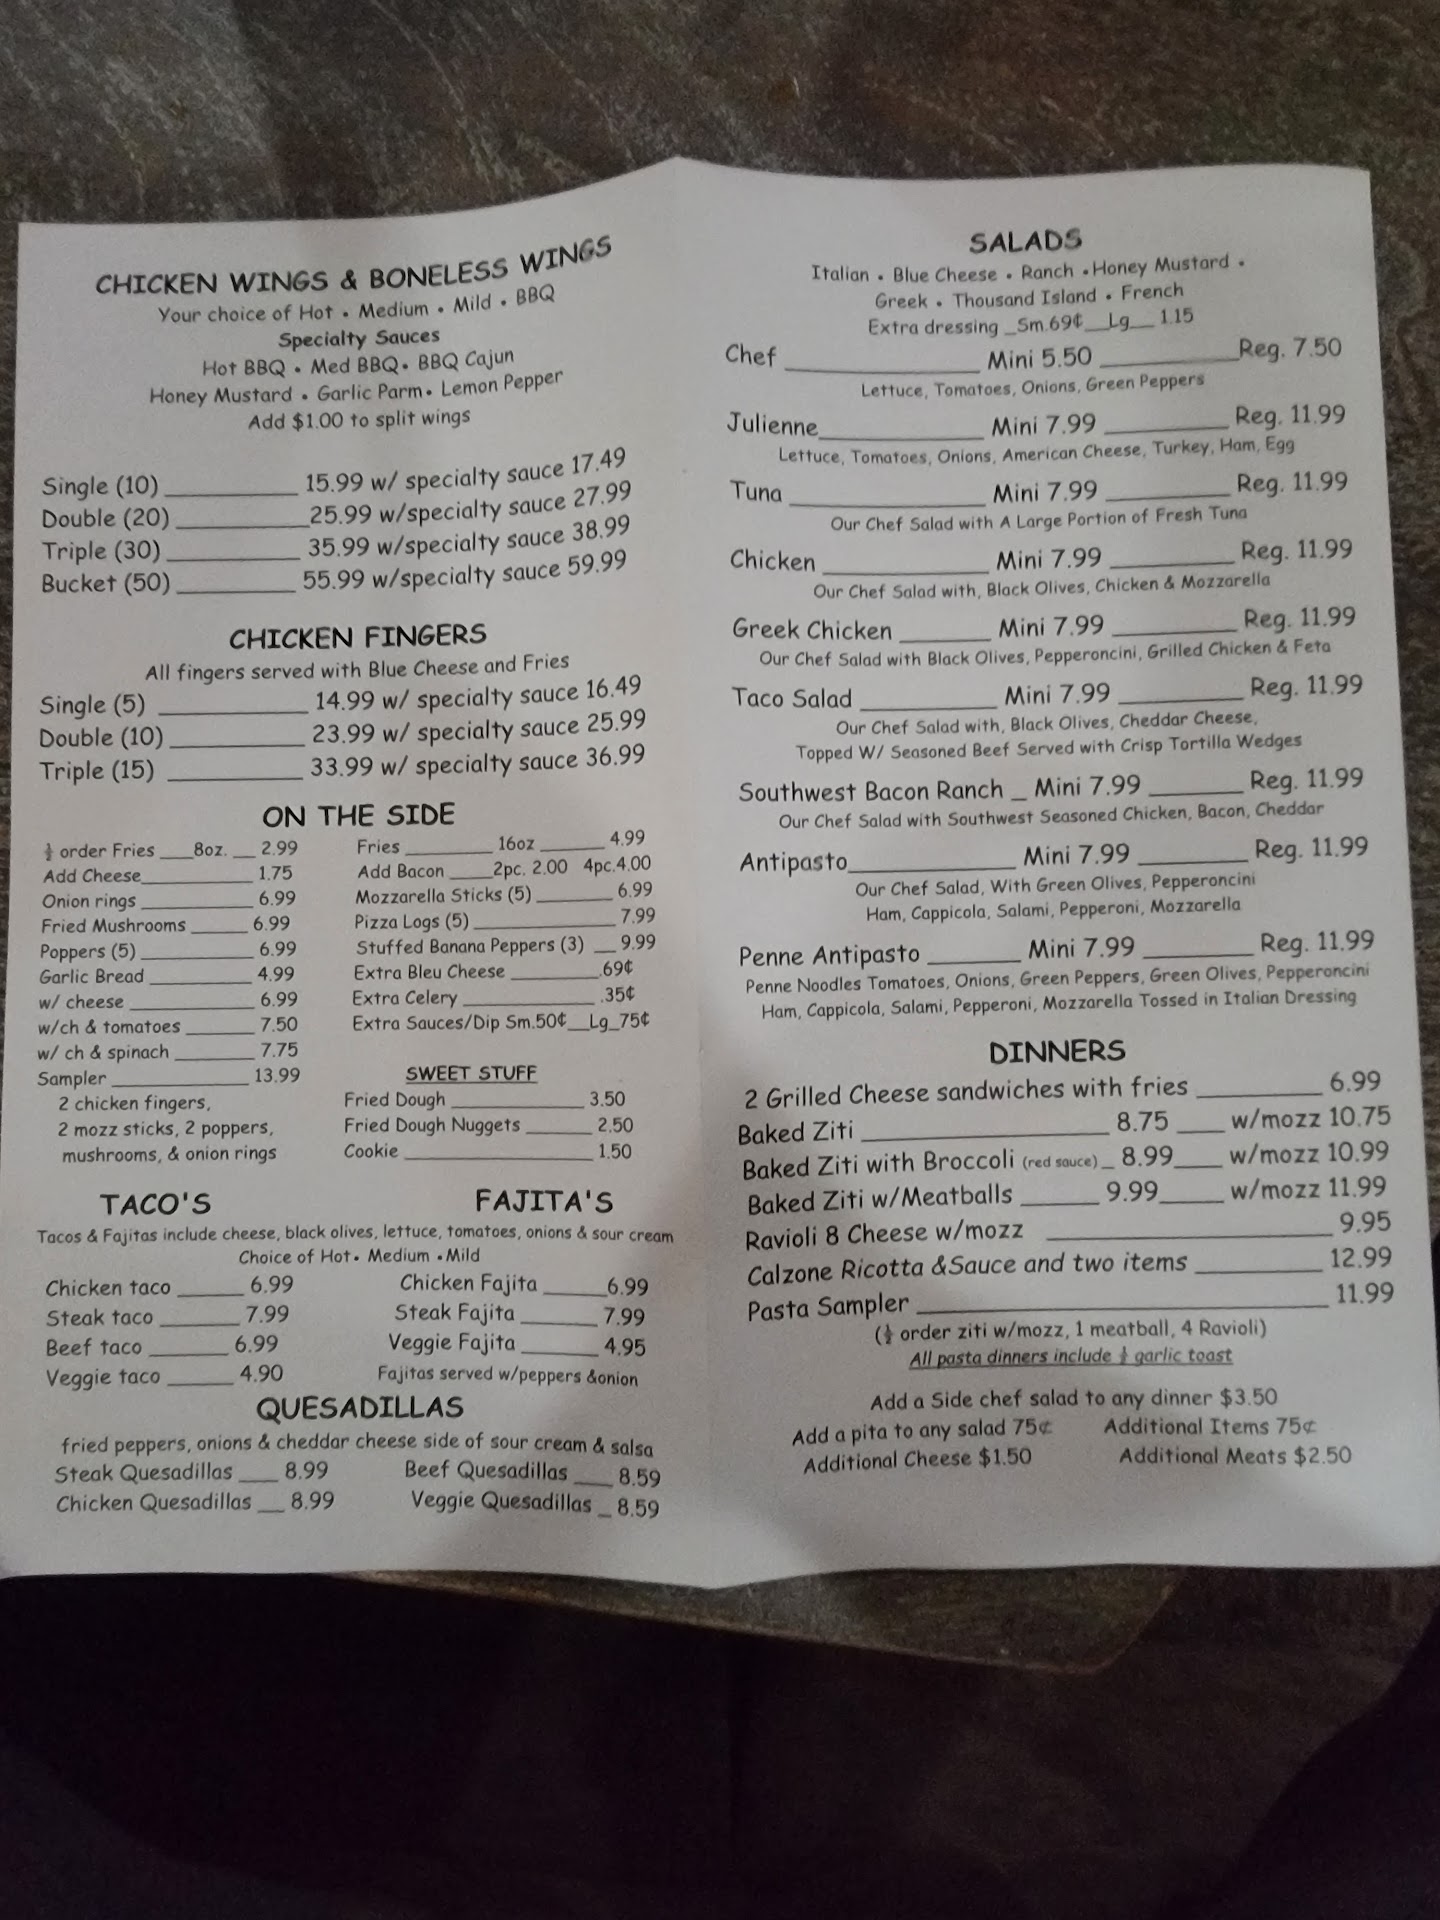 CHICKEN WINGS & BONELESS WINGS
Your choice of Hot • Medium • Mild • BBQ
Specialty Sauces
Hot BBQ • Med BBQ • BBQ Cajun
Honey Mustard • Garlic Parm • Lemon Pepper
Add $1.00 to split wings
Single (10) 15.99 w/ specialty sauce 17.49
Double (20) 25.99 w/specialty sauce 27.99
Triple (30) 35.99 w/specialty sauce 38.99
Bucket (50) 55.99 w/specialty sauce 59.99
CHICKEN FINGERS
All fingers served with Blue Cheese and Fries
Single (5) 14.99 w/ specialty sauce 16.49
Double (10) 23.99 w/ specialty sauce 25.99
Triple (15) 33.99 w/ specialty sauce 36.99
ON THE SIDE
½ order Fries 8oz. 2.99
Add Cheese 1.75
Onion rings 6.99
Fried Mushrooms 6.99
Poppers (5) 6.99
Garlic Bread 4.99
w/ cheese 6.99
w/ch & tomatoes 7.50
w/ ch & spinach 7.75
Sampler 13.99
2 chicken fingers,
2 mozz sticks, 2 poppers,
mushrooms, & onion rings
Fries 16oz 4.99
Add Bacon 2pc. 2.00 4pc.4.00
Mozzarella Sticks (5) 6.99
Pizza Logs (5) 7.99
Stuffed Banana Peppers (3) 9.99
Extra Bleu Cheese .69¢
Extra Celery .35¢
Extra Sauces/Dip Sm.50¢ Lg 75¢
SWEET STUFF
Fried Dough 3.50
Fried Dough Nuggets 2.50
Cookie 1.50
TACO'S FAJITA'S
Tacos & Fajitas include cheese, black olives, lettuce, tomatoes, onions & sour cream
Choice of Hot • Medium • Mild
Chicken taco 6.99 Chicken Fajita 6.99
Steak taco 7.99 Steak Fajita 7.99
Beef taco 6.99 Veggie Fajita 4.95
Veggie taco 4.90 Fajitas served w/peppers &onion
QUESADILLAS
fried peppers, onions & cheddar cheese side of sour cream & salsa
Steak Quesadillas 8.99 Beef Quesadillas 8.59
Chicken Quesadillas 8.99 Veggie Quesadillas 8.59
SALADS
Italian • Blue Cheese • Ranch • Honey Mustard •
Greek • Thousand Island • French
Extra dressing Sm.69¢ Lg 1.15
Chef Mini 5.50 Reg. 7.50
Lettuce, Tomatoes, Onions, Green Peppers
Julienne Mini 7.99 Reg. 11.99
Lettuce, Tomatoes, Onions, American Cheese, Turkey, Ham, Egg
Tuna Mini 7.99 Reg. 11.99
Our Chef Salad with A Large Portion of Fresh Tuna
Chicken Mini 7.99 Reg. 11.99
Our Chef Salad with, Black Olives, Chicken & Mozzarella
Greek Chicken Mini 7.99 Reg. 11.99
Our Chef Salad with Black Olives, Pepperoncini, Grilled Chicken & Feta
Taco Salad Mini 7.99 Reg. 11.99
Our Chef Salad with, Black Olives, Cheddar Cheese,
Topped W/ Seasoned Beef Served with Crisp Tortilla Wedges
Southwest Bacon Ranch Mini 7.99 Reg. 11.99
Our Chef Salad with Southwest Seasoned Chicken, Bacon, Cheddar
Antipasto Mini 7.99 Reg. 11.99
Our Chef Salad, With Green Olives, Pepperoncini
Ham, Cappicola, Salami, Pepperoni, Mozzarella
Penne Antipasto Mini 7.99 Reg. 11.99
Penne Noodles Tomatoes, Onions, Green Peppers, Green Olives, Pepperoncini
Ham, Cappicola, Salami, Pepperoni, Mozzarella Tossed in Italian Dressing
DINNERS
2 Grilled Cheese sandwiches with fries 6.99
Baked Ziti 8.75 w/mozz 10.75
Baked Ziti with Broccoli (red sauce) 8.99 w/mozz 10.99
Baked Ziti w/Meatballs 9.99 w/mozz 11.99
Ravioli 8 Cheese w/mozz 9.95
Calzone Ricotta &Sauce and two items 12.99
Pasta Sampler 11.99
(½ order ziti w/mozz, 1 meatball, 4 Ravioli)
All pasta dinners include ½ garlic toast
Add a Side chef salad to any dinner $3.50
Add a pita to any salad 75¢ Additional Items 75¢
Additional Cheese $1.50 Additional Meats $2.50